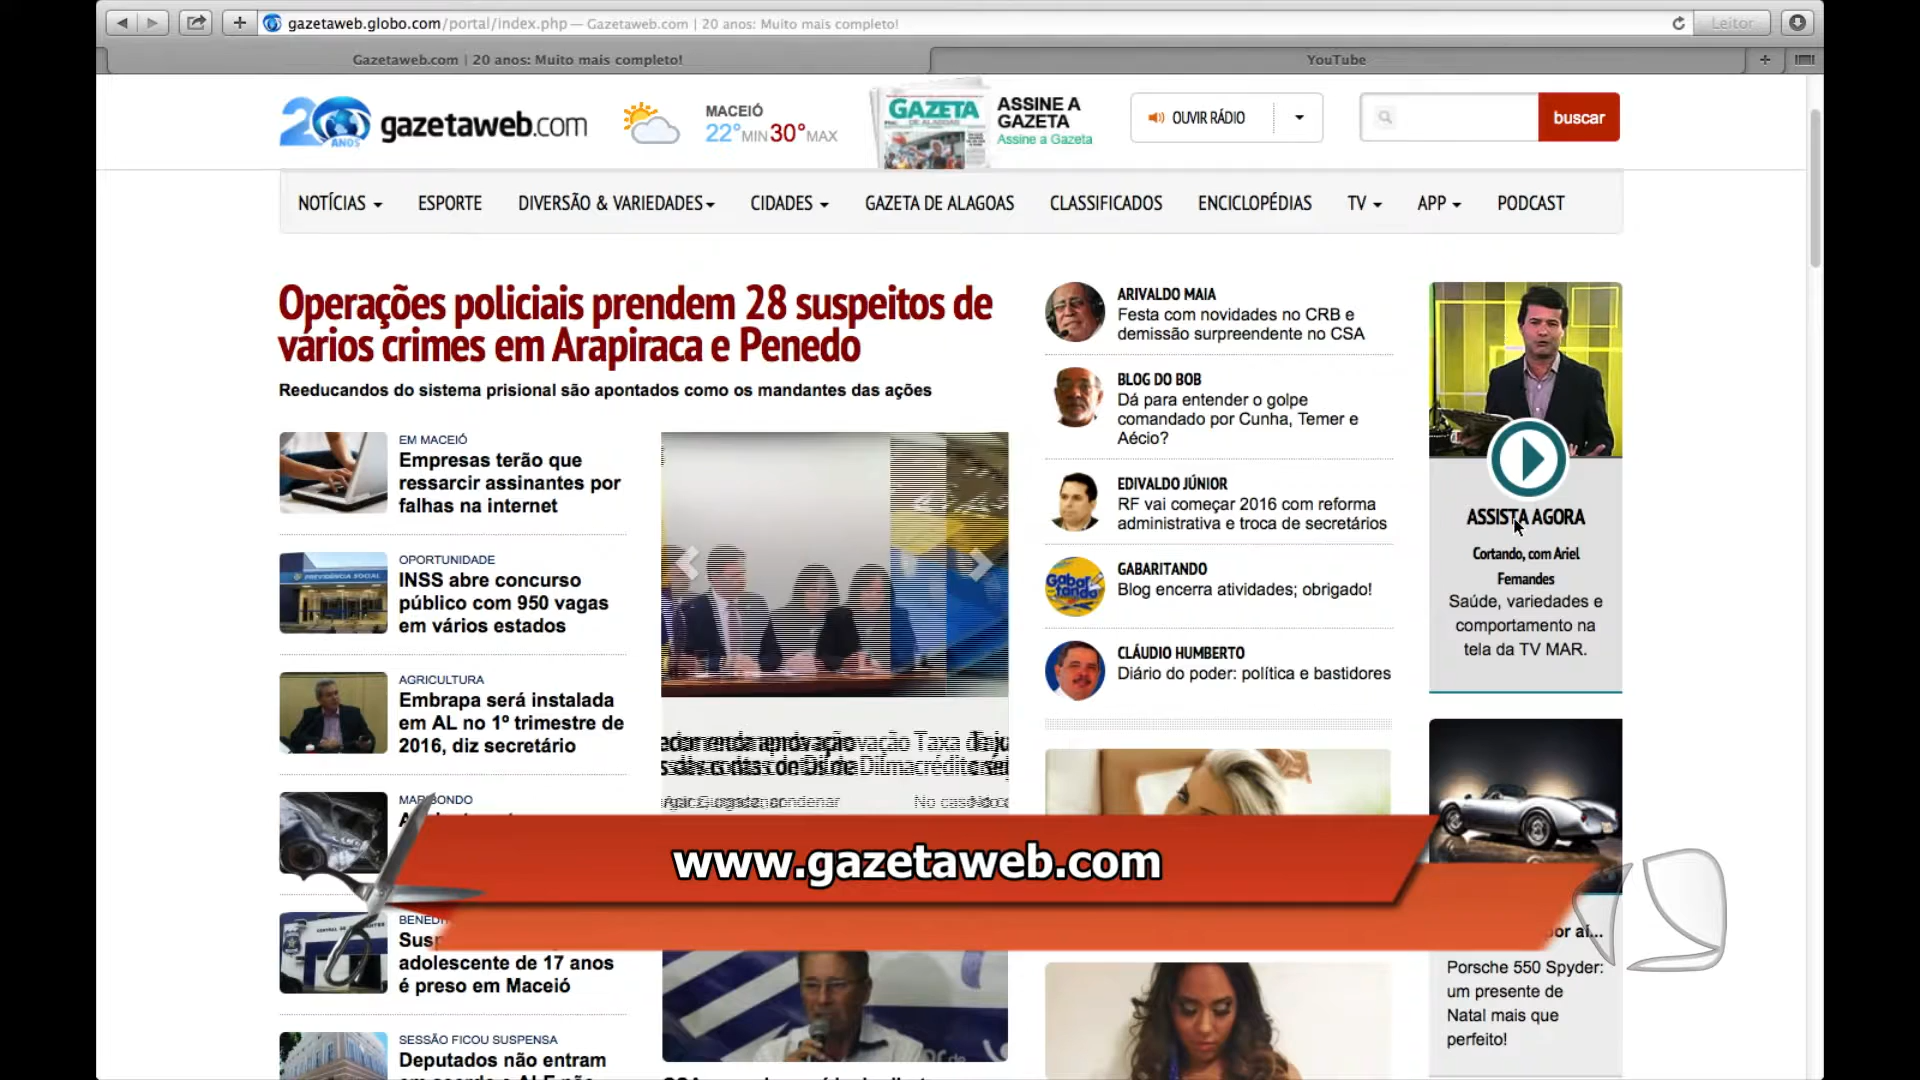 gazetaweb.globo.com/portal/index.php — Gazetaweb.com | 20 anos: Muito mais completo!
Leitor
Gazetaweb.com | 20 anos: Muito mais completo!
YouTube
20 ANOS
gazetaweb.com
MACEIÓ
22°MIN 30°MAX
GAZETA
DE ALAGOAS
ASSINE A
GAZETA
Assine a Gazeta
OUVIR RÁDIO
buscar
NOTÍCIAS
ESPORTE
DIVERSÃO & VARIEDADES
CIDADES
GAZETA DE ALAGOAS
CLASSIFICADOS
ENCICLOPÉDIAS
TV
APP
PODCAST
Operações policiais prendem 28 suspeitos de
vários crimes em Arapiraca e Penedo
Reeducandos do sistema prisional são apontados como os mandantes das ações
EM MACEIÓ
Empresas terão que
ressarcir assinantes por
falhas na internet
OPORTUNIDADE
INSS abre concurso
público com 950 vagas
em vários estados
PREVIDÊNCIA SOCIAL
AGRICULTURA
Embrapa será instalada
em AL no 1º trimestre de
2016, diz secretário
adolescente de 17 anos
é preso em Maceió
SESSÃO FICOU SUSPENSA
Deputados não entram
ARIVALDO MAIA
Festa com novidades no CRB e
demissão surpreendente no CSA
BLOG DO BOB
Dá para entender o golpe
comandado por Cunha, Temer e
Aécio?
EDIVALDO JÚNIOR
RF vai começar 2016 com reforma
administrativa e troca de secretários
Gabaritando
GABARITANDO
Blog encerra atividades; obrigado!
CLÁUDIO HUMBERTO
Diário do poder: política e bastidores
ASSISTA AGORA
Cortando, com Ariel
Fernandes
Saúde, variedades e
comportamento na
tela da TV MAR.
www.gazetaweb.com
por aí...
Porsche 550 Spyder:
um presente de
Natal mais que
perfeito!